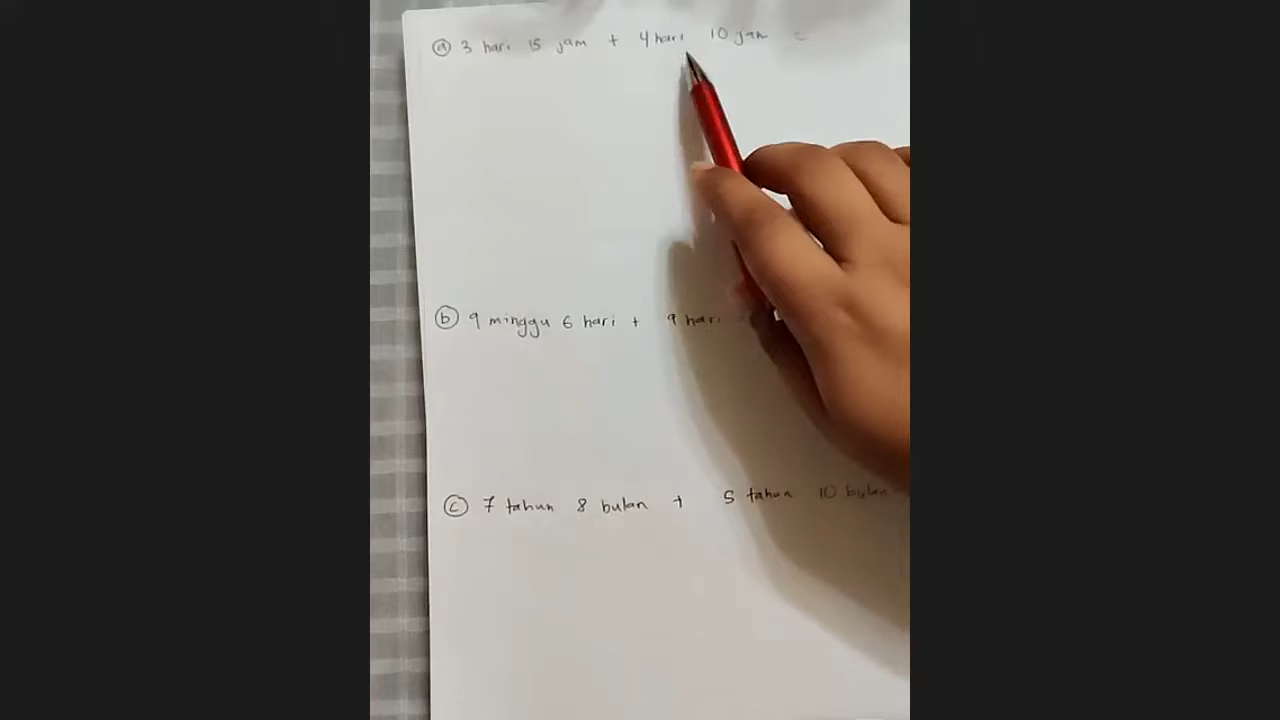 (a) 3 hari 15 jam + 4 hari 10 jam =
(b) 9 minggu 6 hari + 9 hari =
(c) 7 tahun 8 bulan + 5 tahun 10 bulan